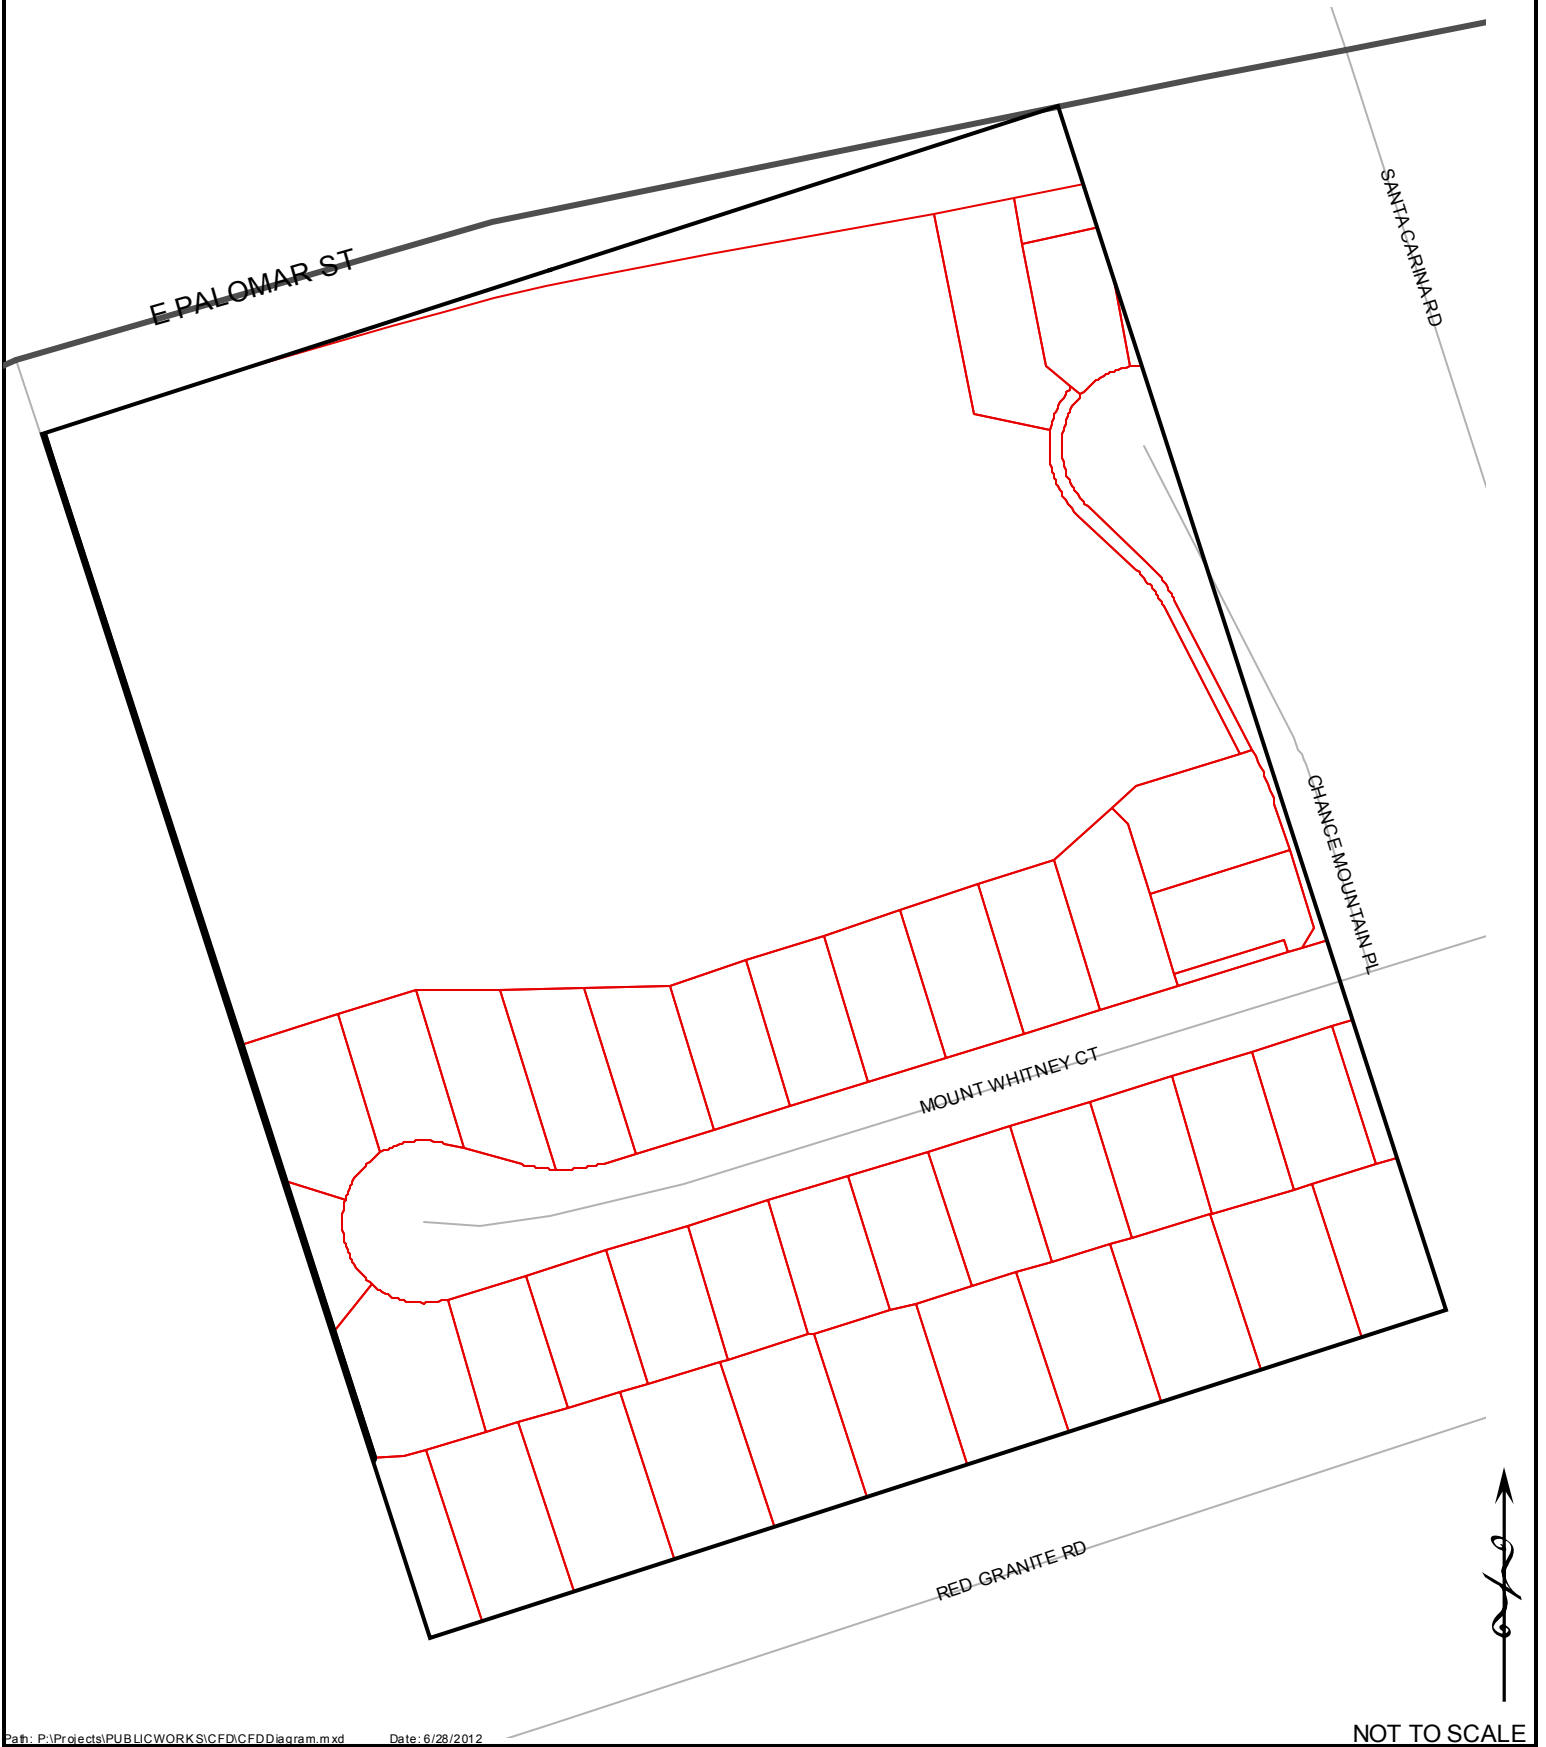 E PALOMAR ST
SANTA CARINA RD
CHANCE MOUNTAIN PL
MOUNT WHITNEY CT
RED GRANITE RD
Path: P:\Projects\PUBLICWORKS\CFD\CFDDiagram.mxd Date: 6/28/2012
NOT TO SCALE